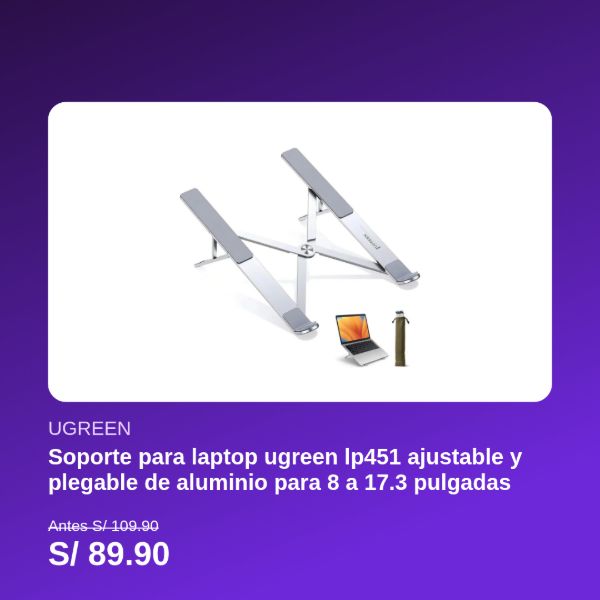 UGREEN
Soporte para laptop ugreen lp451 ajustable y
plegable de aluminio para 8 a 17.3 pulgadas
Antes S/ 109.90
S/ 89.90